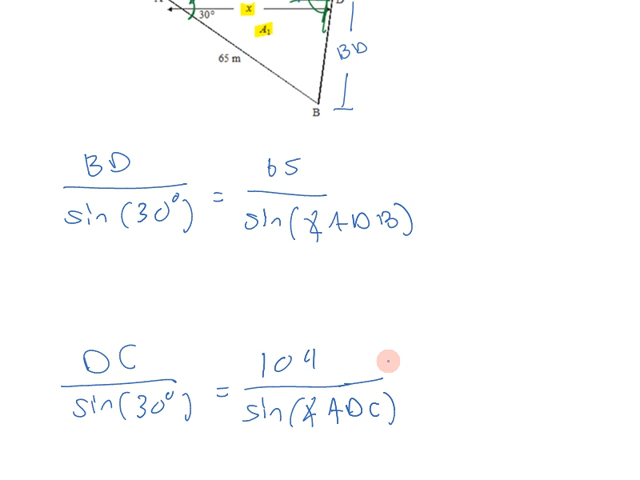 x
30°
A₁
BD
65 m
B
BD / sin(30°) = 65 / sin(∡ADB)
DC / sin(30°) = 104 / sin(∡ADC)